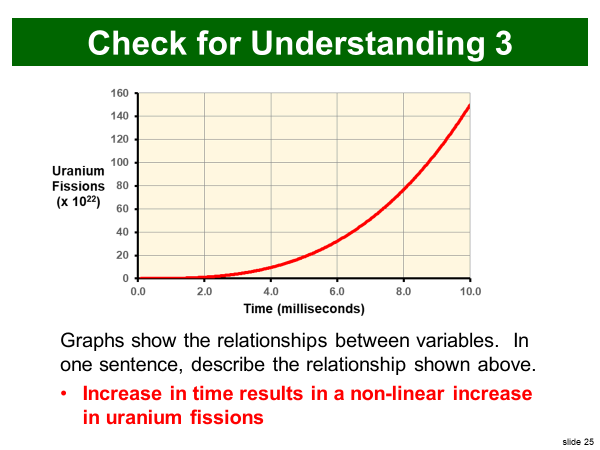 Check for Understanding 3
160
140
120
100
80
60
40
20
0
Uranium
Fissions
(x 10²²)
0.0 2.0 4.0 6.0 8.0 10.0
Time (milliseconds)
Graphs show the relationships between variables. In
one sentence, describe the relationship shown above.
• Increase in time results in a non-linear increase
in uranium fissions
slide 25